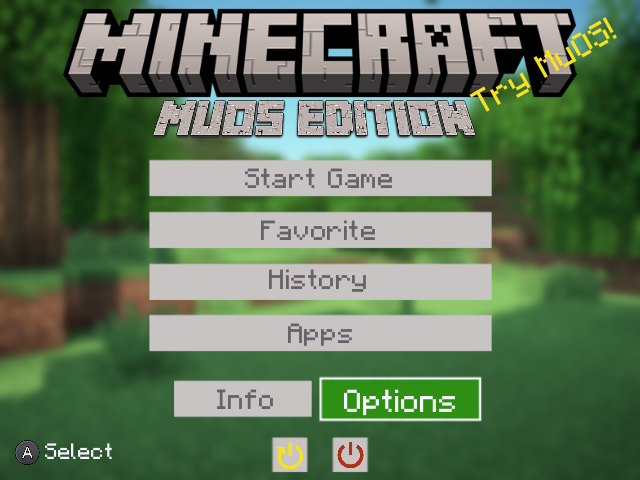 MINECRAFT
Try MuOS!
MUOS EDITION
Start Game
Favorite
History
Apps
Info
Options
A Select